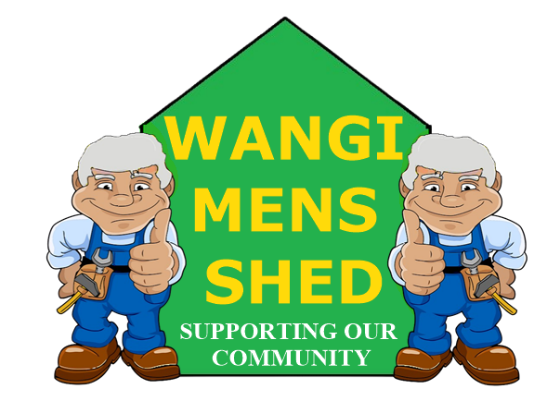 WANGI
MENS
SHED
SUPPORTING OUR
COMMUNITY